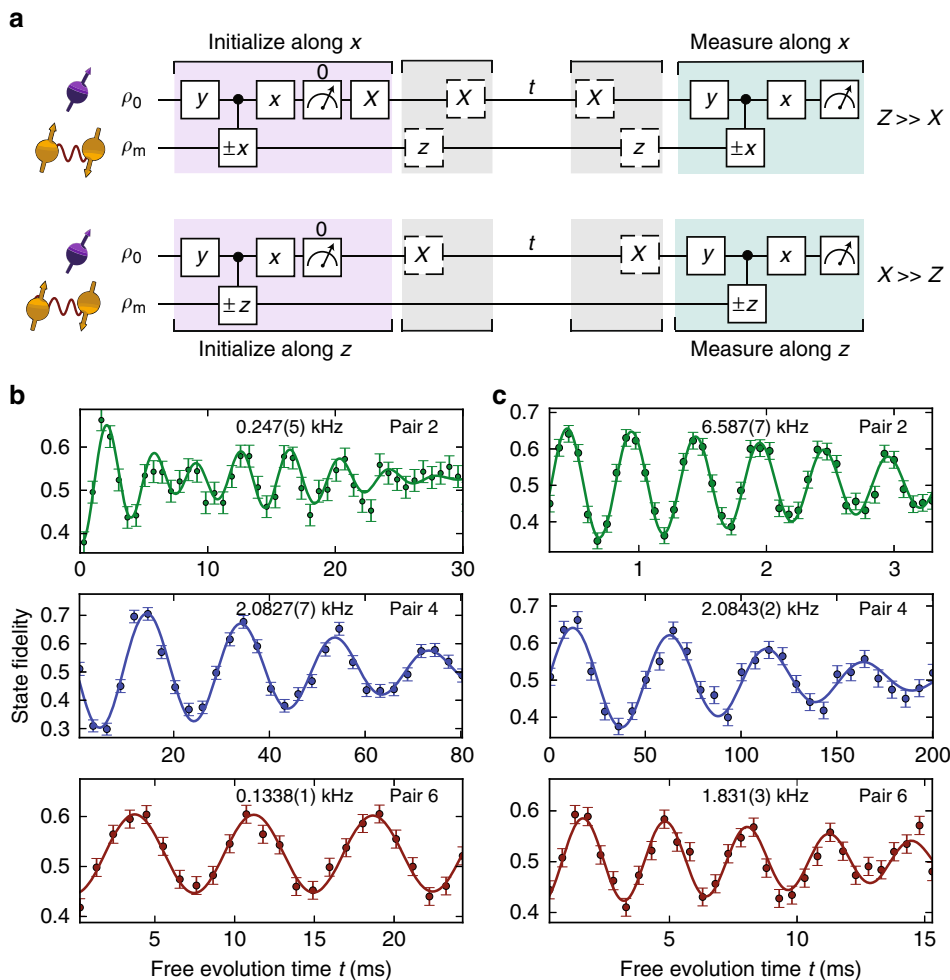 a
Initialize along x
Measure along x
0
ρ0 y x X X t X y x Z >> X
ρm ±x z z ±x
0
ρ0 y x X t X y x X >> Z
ρm ±z ±z
Initialize along z
Measure along z
b
c
0.247(5) kHz Pair 2
0.6
0.5
0.4
0 10 20 30
6.587(7) kHz Pair 2
0.7
0.6
0.5
0.4
1 2 3
State fidelity
2.0827(7) kHz Pair 4
0.7
0.6
0.5
0.4
0.3
20 40 60 80
2.0843(2) kHz Pair 4
0.7
0.6
0.5
0.4
0 50 100 150 200
0.1338(1) kHz Pair 6
0.6
0.5
0.4
5 10 15 20
1.831(3) kHz Pair 6
0.6
0.5
0.4
5 10 15
Free evolution time t (ms)
Free evolution time t (ms)